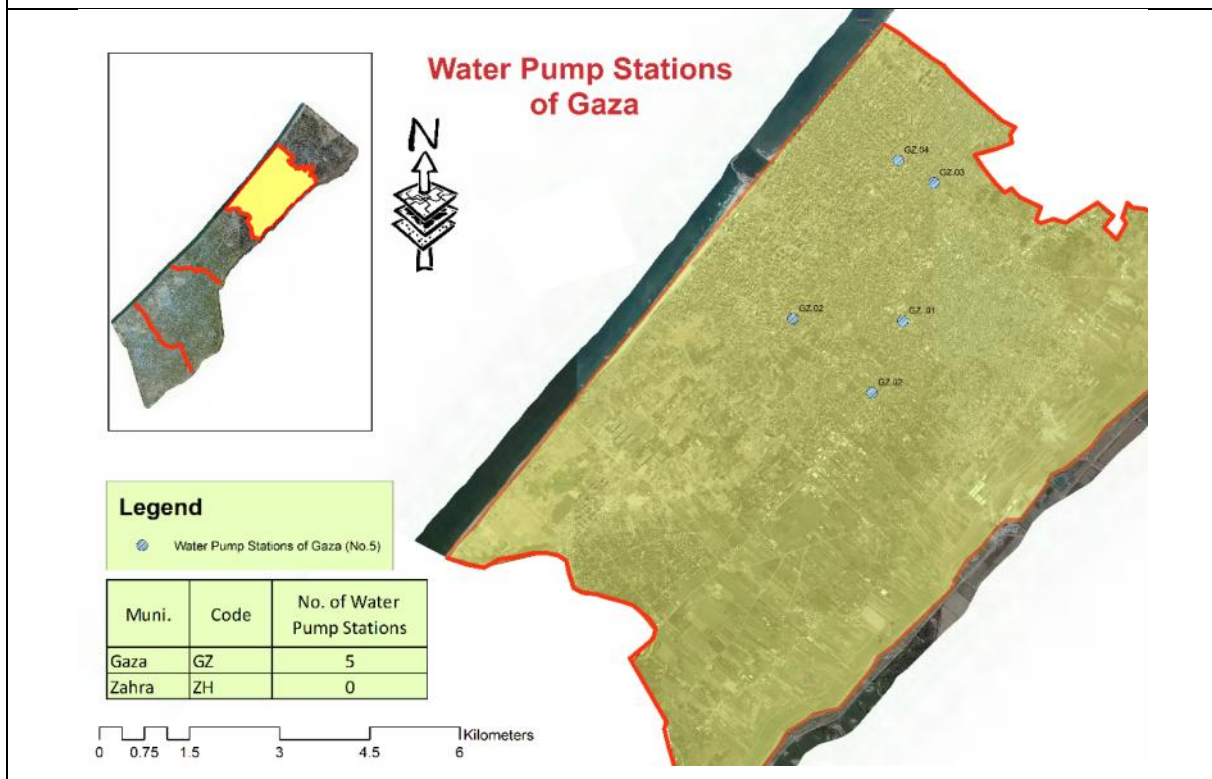 Water Pump Stations
of Gaza
N
GZ.04
GZ.03
GZ.02
GZ..01
GZ.02
Legend
Water Pump Stations of Gaza (No.5)
Muni. Code No. of Water
Pump Stations
Gaza GZ 5
Zahra ZH 0
Kilometers
0 0.75 1.5 3 4.5 6